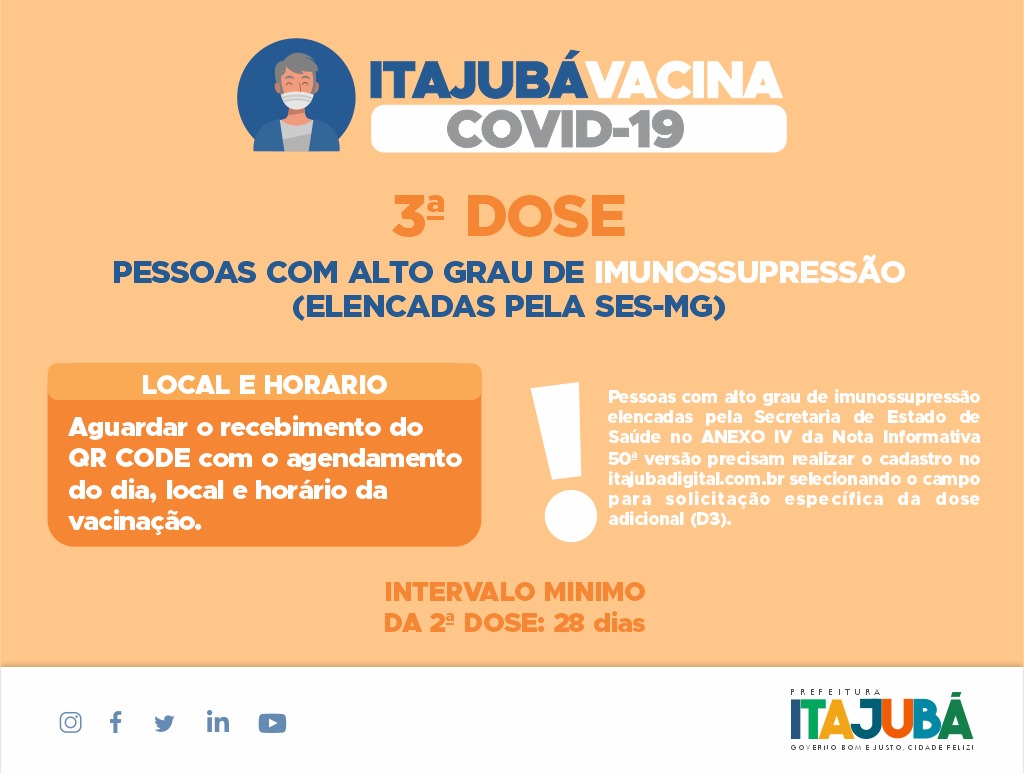 ITAJUBÁVACINA
COVID-19
3ª DOSE
PESSOAS COM ALTO GRAU DE IMUNOSSUPRESSÃO
(ELENCADAS PELA SES-MG)
LOCAL E HORÁRIO
Aguardar o recebimento do
QR CODE com o agendamento
do dia, local e horário da
vacinação.
!
Pessoas com alto grau de imunossupressão
elencadas pela Secretaria de Estado de
Saúde no ANEXO IV da Nota Informativa
50ª versão precisam realizar o cadastro no
itajubadigital.com.br selecionando o campo
para solicitação específica da dose
adicional (D3).
INTERVALO MINIMO
DA 2ª DOSE: 28 dias
PREFEITURA
ITAJUBÁ
GOVERNO BOM E JUSTO, CIDADE FELIZ!